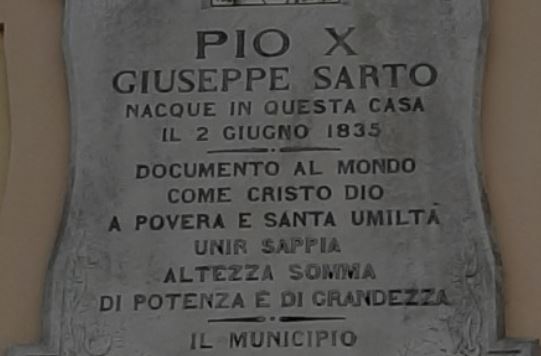 PIO X
GIUSEPPE SARTO
NACQUE IN QUESTA CASA
IL 2 GIUGNO 1835
DOCUMENTO AL MONDO
COME CRISTO DIO
A POVERA E SANTA UMILTÀ
UNIR SAPPIA
ALTEZZA SOMMA
DI POTENZA E DI GRANDEZZA
IL MUNICIPIO